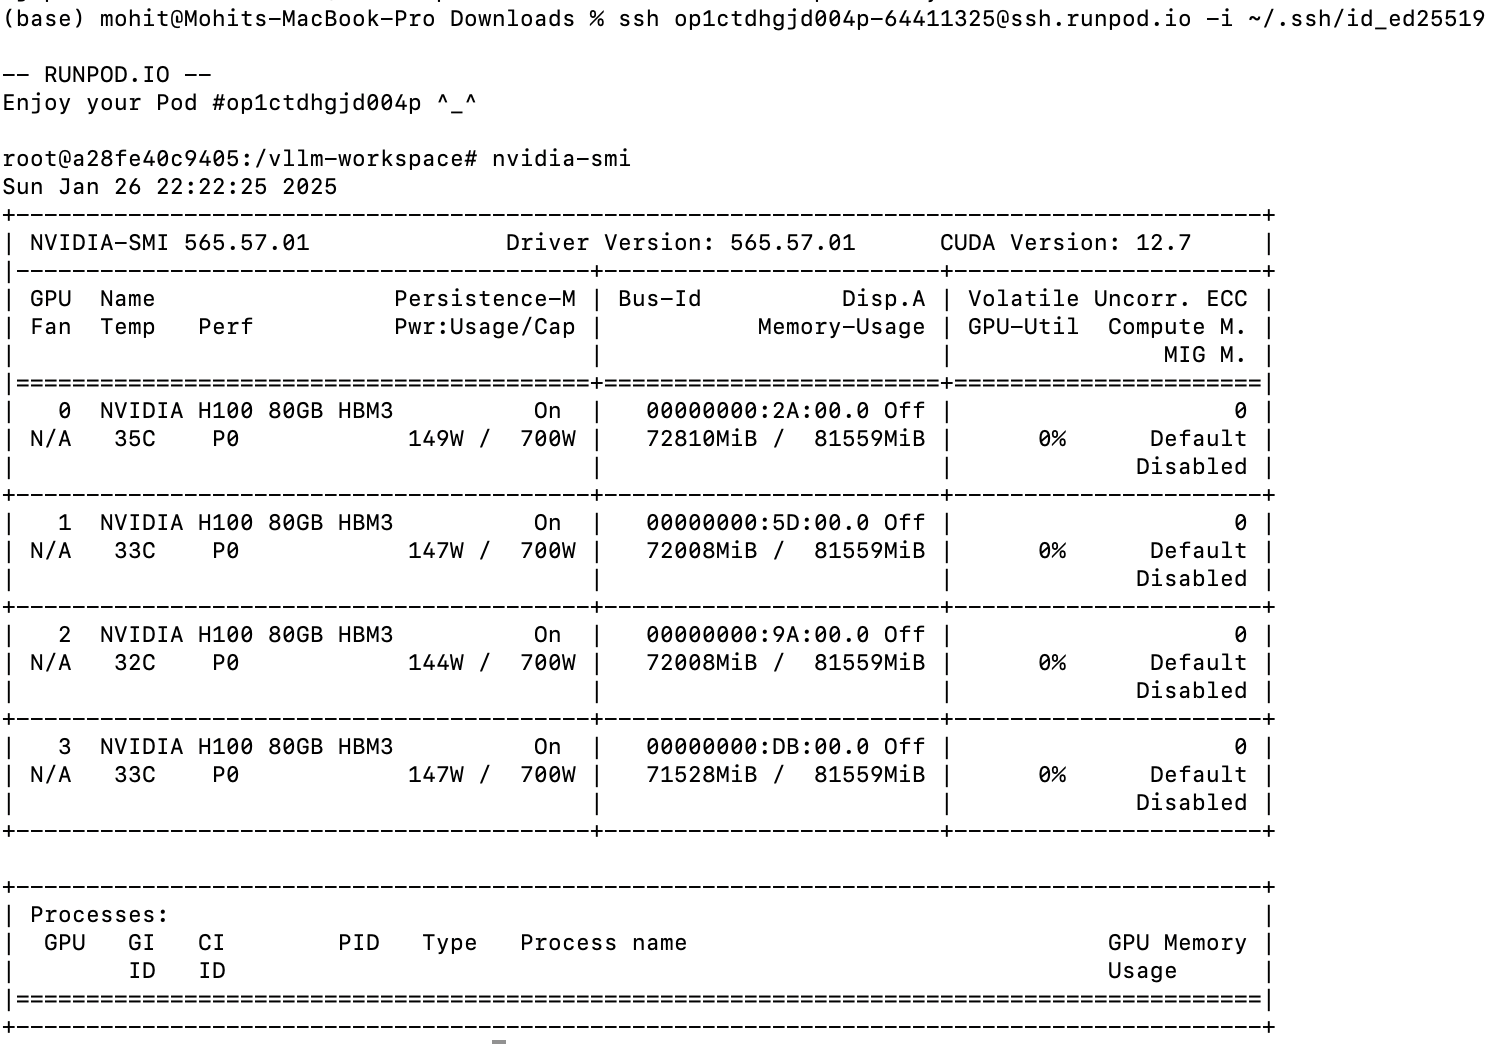 (base) mohit@Mohits-MacBook-Pro Downloads % ssh op1ctdhgjd004p-64411325@ssh.runpod.io -i ~/.ssh/id_ed25519

-- RUNPOD.IO --
Enjoy your Pod #op1ctdhgjd004p ^_^

root@a28fe40c9405:/vllm-workspace# nvidia-smi
Sun Jan 26 22:22:25 2025
+-----------------------------------------------------------------------------------------+
| NVIDIA-SMI 565.57.01              Driver Version: 565.57.01      CUDA Version: 12.7     |
|-----------------------------------------+------------------------+----------------------+
| GPU  Name                 Persistence-M | Bus-Id          Disp.A | Volatile Uncorr. ECC |
| Fan  Temp   Perf          Pwr:Usage/Cap |           Memory-Usage | GPU-Util  Compute M. |
|                                         |                        |               MIG M. |
|=========================================+========================+======================|
|   0  NVIDIA H100 80GB HBM3          On  |   00000000:2A:00.0 Off |                    0 |
| N/A   35C    P0            149W /  700W |   72810MiB /  81559MiB |      0%      Default |
|                                         |                        |             Disabled |
+-----------------------------------------+------------------------+----------------------+
|   1  NVIDIA H100 80GB HBM3          On  |   00000000:5D:00.0 Off |                    0 |
| N/A   33C    P0            147W /  700W |   72008MiB /  81559MiB |      0%      Default |
|                                         |                        |             Disabled |
+-----------------------------------------+------------------------+----------------------+
|   2  NVIDIA H100 80GB HBM3          On  |   00000000:9A:00.0 Off |                    0 |
| N/A   32C    P0            144W /  700W |   72008MiB /  81559MiB |      0%      Default |
|                                         |                        |             Disabled |
+-----------------------------------------+------------------------+----------------------+
|   3  NVIDIA H100 80GB HBM3          On  |   00000000:DB:00.0 Off |                    0 |
| N/A   33C    P0            147W /  700W |   71528MiB /  81559MiB |      0%      Default |
|                                         |                        |             Disabled |
+-----------------------------------------+------------------------+----------------------+

+-----------------------------------------------------------------------------------------+
| Processes:                                                                              |
|  GPU   GI   CI        PID   Type   Process name                              GPU Memory |
|        ID   ID                                                               Usage      |
|=========================================================================================|
+-----------------------------------------------------------------------------------------+